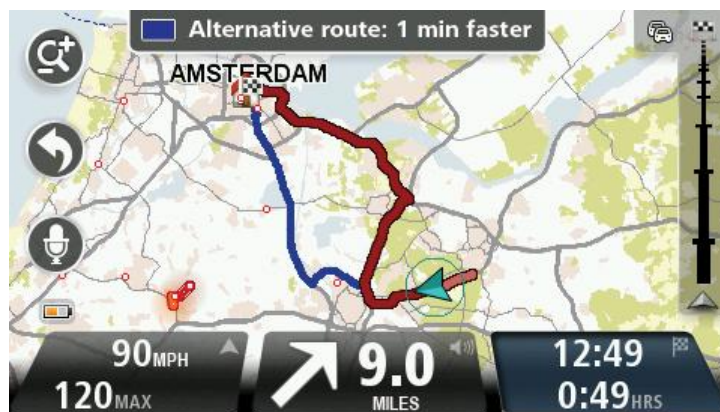 Alternative route: 1 min faster
AMSTERDAM
90MPH
120MAX
9.0
MILES
12:49
0:49HRS